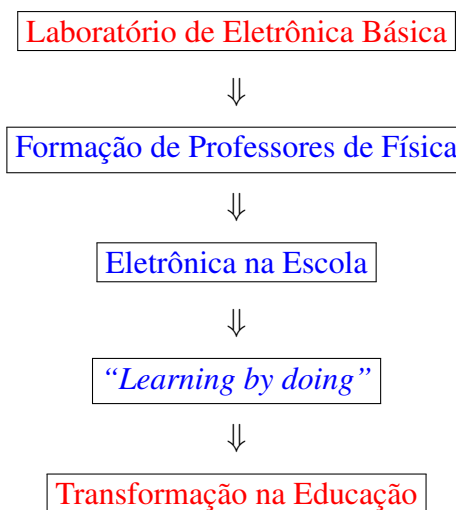 Laboratório de Eletrônica Básica
⇓
Formação de Professores de Física
⇓
Eletrônica na Escola
⇓
“Learning by doing”
⇓
Transformação na Educação